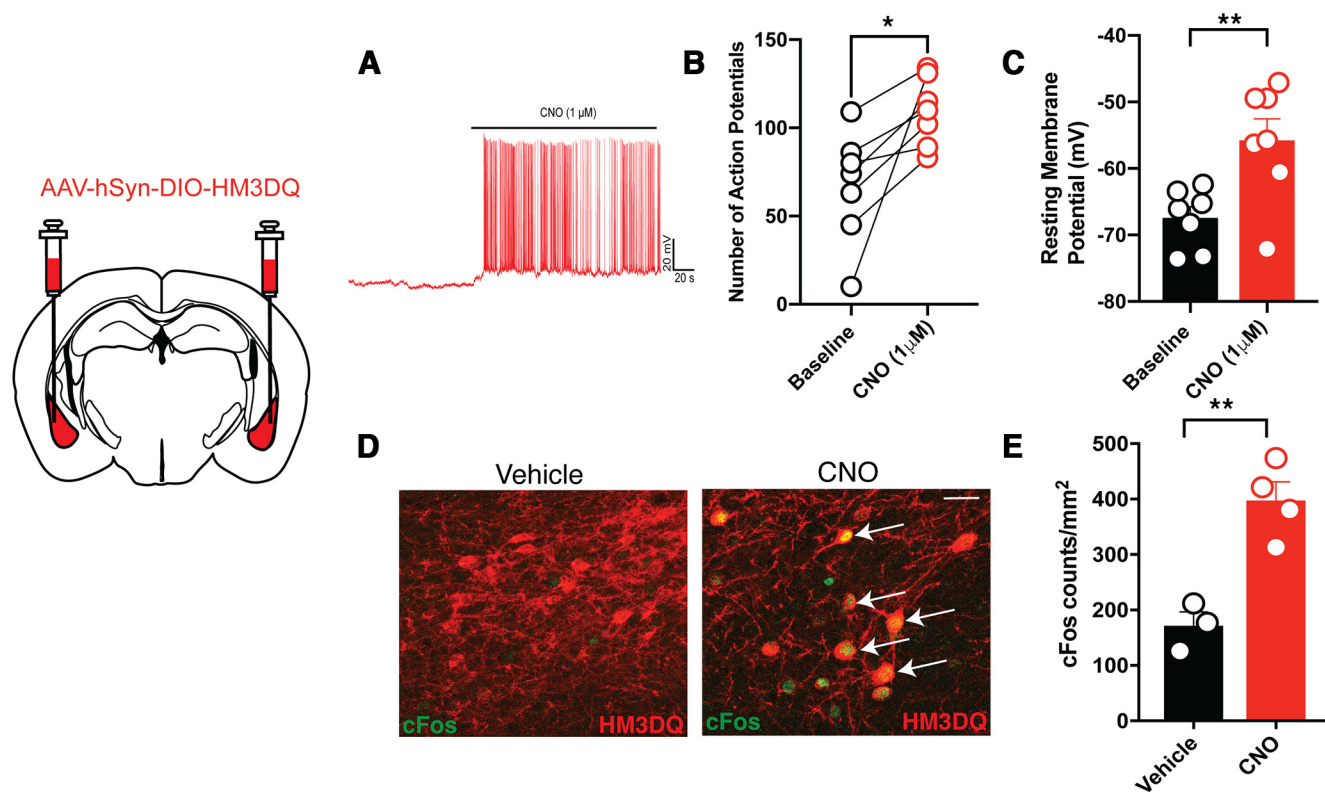 AAV-hSyn-DIO-HM3DQ
A
CNO (1 µM)
20 mV
20 s
B
*
Number of Action Potentials
150
100
50
0
Baseline
CNO (1µM)
C
**
Resting Membrane
Potential (mV)
-40
-50
-60
-70
-80
Baseline
CNO (1µM)
D
Vehicle
CNO
cFos
HM3DQ
cFos
HM3DQ
E
**
cFos counts/mm²
500
400
300
200
100
0
Vehicle
CNO